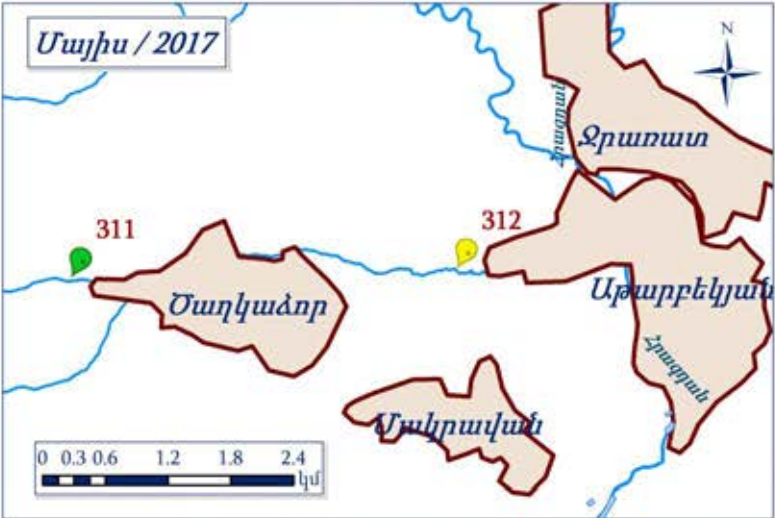 Մայիս / 2017
N
Հրազդան
Ջրառատ
311
312
Ծաղկաձոր
Աթարբեկյան
Հրազդան
Մակրավան
0 0.3 0.6 1.2 1.8 2.4
կմ